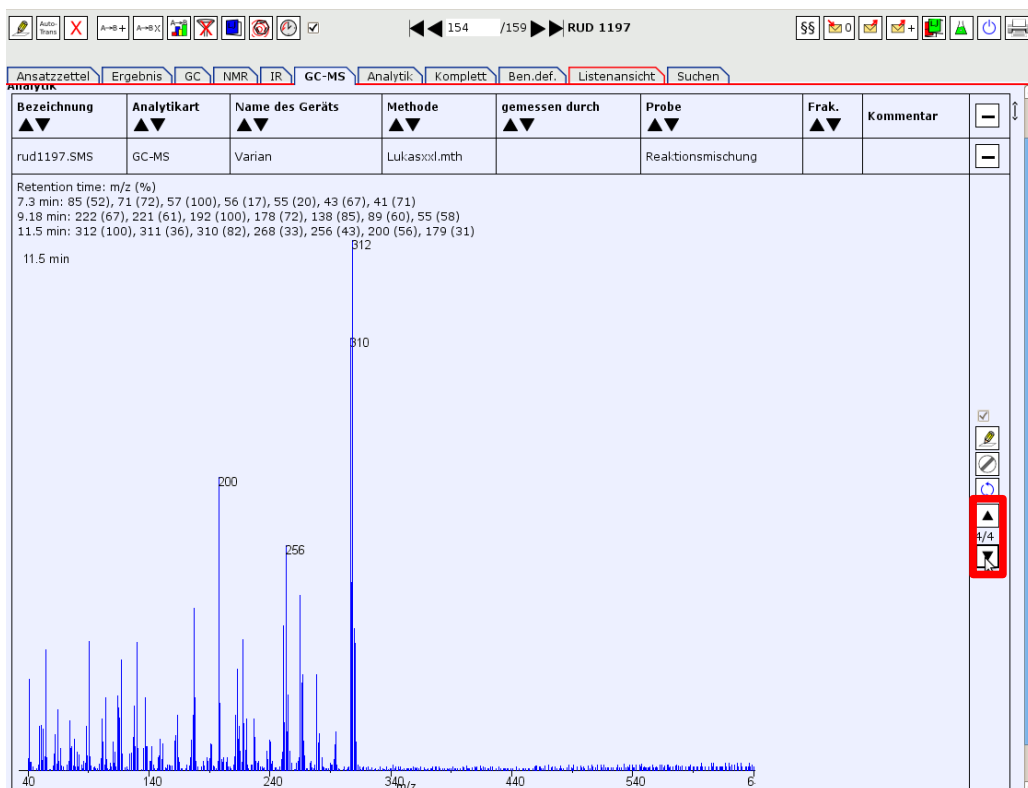 Auto-Trans X A→B + A→B X A→B 154 /159 RUD 1197 §§ 0 +
Ansatzzettel Ergebnis GC NMR IR GC-MS Analytik Komplett Ben.def. Listenansicht Suchen
Analytik
Bezeichnung Analytikart Name des Geräts Methode gemessen durch Probe Frak. Kommentar
rud1197.SMS GC-MS Varian Lukasxxl.mth Reaktionsmischung
Retention time: m/z (%)
7.3 min: 85 (52), 71 (72), 57 (100), 56 (17), 55 (20), 43 (67), 41 (71)
9.18 min: 222 (67), 221 (61), 192 (100), 178 (72), 138 (85), 89 (60), 55 (58)
11.5 min: 312 (100), 311 (36), 310 (82), 268 (33), 256 (43), 200 (56), 179 (31)
312
11.5 min
310
200
4/4
256
40 140 240 340 440 540 6
m/z